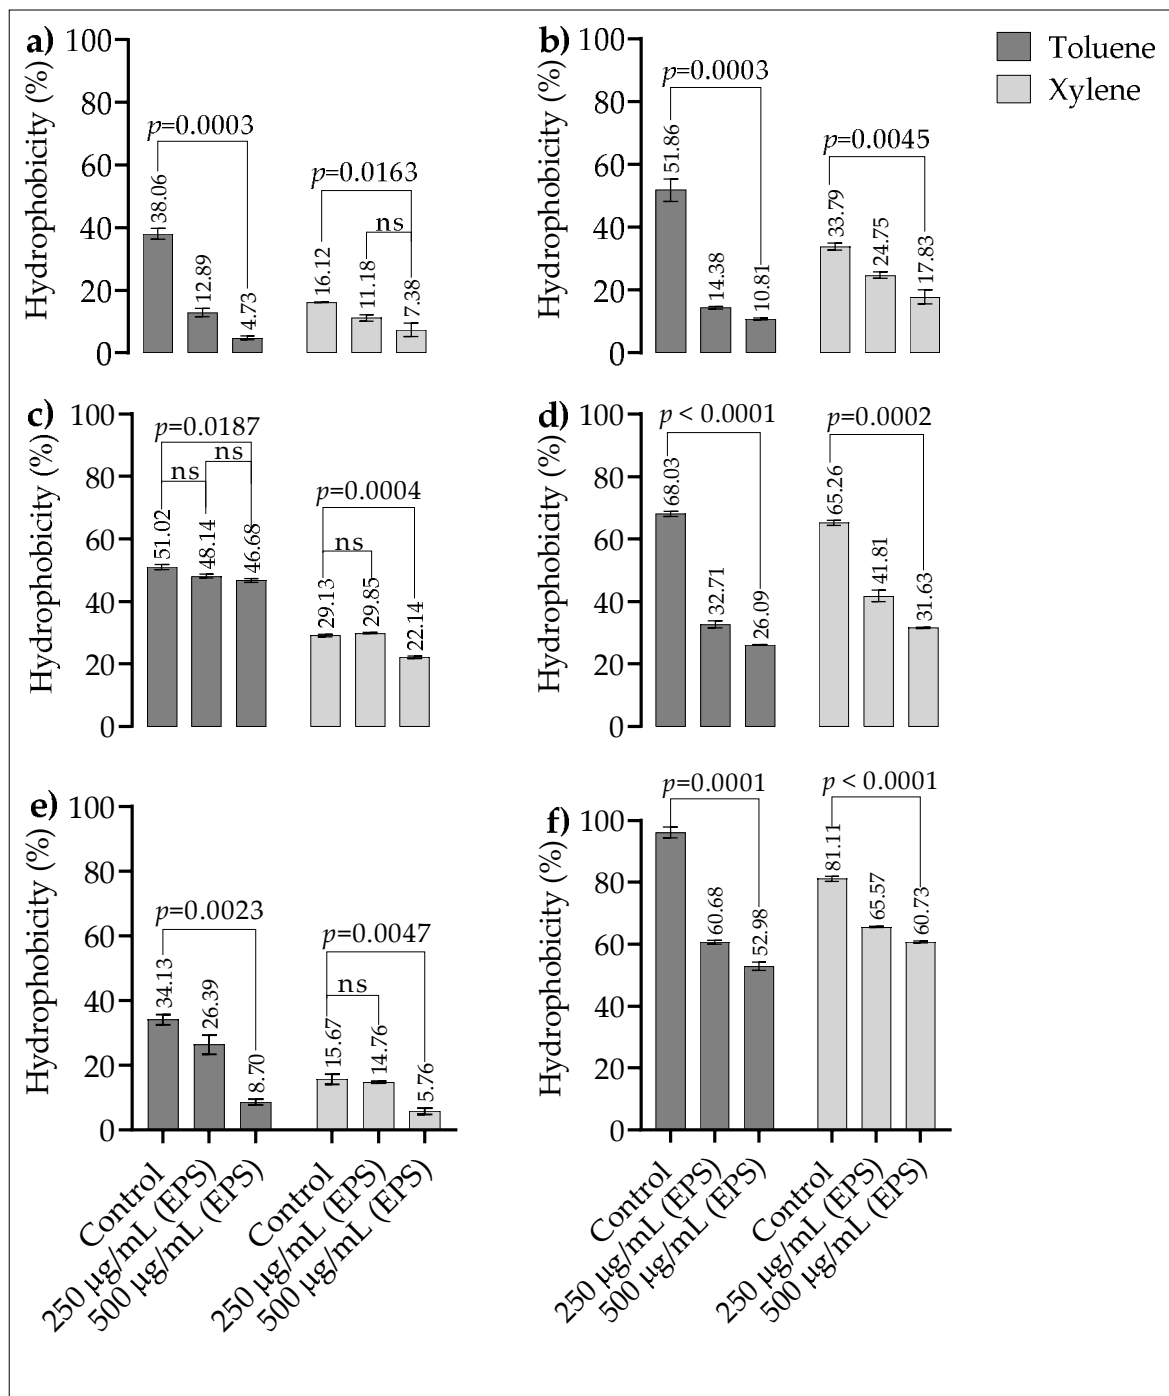 a)
Hydrophobicity (%)
100
80
60
40
20
0
p=0.0003
38.06
12.89
4.73
p=0.0163
ns
16.12
11.18
7.38
b)
Hydrophobicity (%)
100
80
60
40
20
0
p=0.0003
51.86
14.38
10.81
p=0.0045
33.79
24.75
17.83
Toluene
Xylene
c)
Hydrophobicity (%)
100
80
60
40
20
0
p=0.0187
ns
ns
51.02
48.14
46.68
p=0.0004
ns
29.13
29.85
22.14
d)
Hydrophobicity (%)
100
80
60
40
20
0
p < 0.0001
68.03
32.71
26.09
p=0.0002
65.26
41.81
31.63
e)
Hydrophobicity (%)
100
80
60
40
20
0
p=0.0023
34.13
26.39
8.70
p=0.0047
ns
15.67
14.76
5.76
Control
250 µg/mL (EPS)
500 µg/mL (EPS)
Control
250 µg/mL (EPS)
500 µg/mL (EPS)
f)
Hydrophobicity (%)
100
80
60
40
20
0
p=0.0001
60.68
52.98
p < 0.0001
81.11
65.57
60.73
Control
250 µg/mL (EPS)
500 µg/mL (EPS)
Control
250 µg/mL (EPS)
500 µg/mL (EPS)